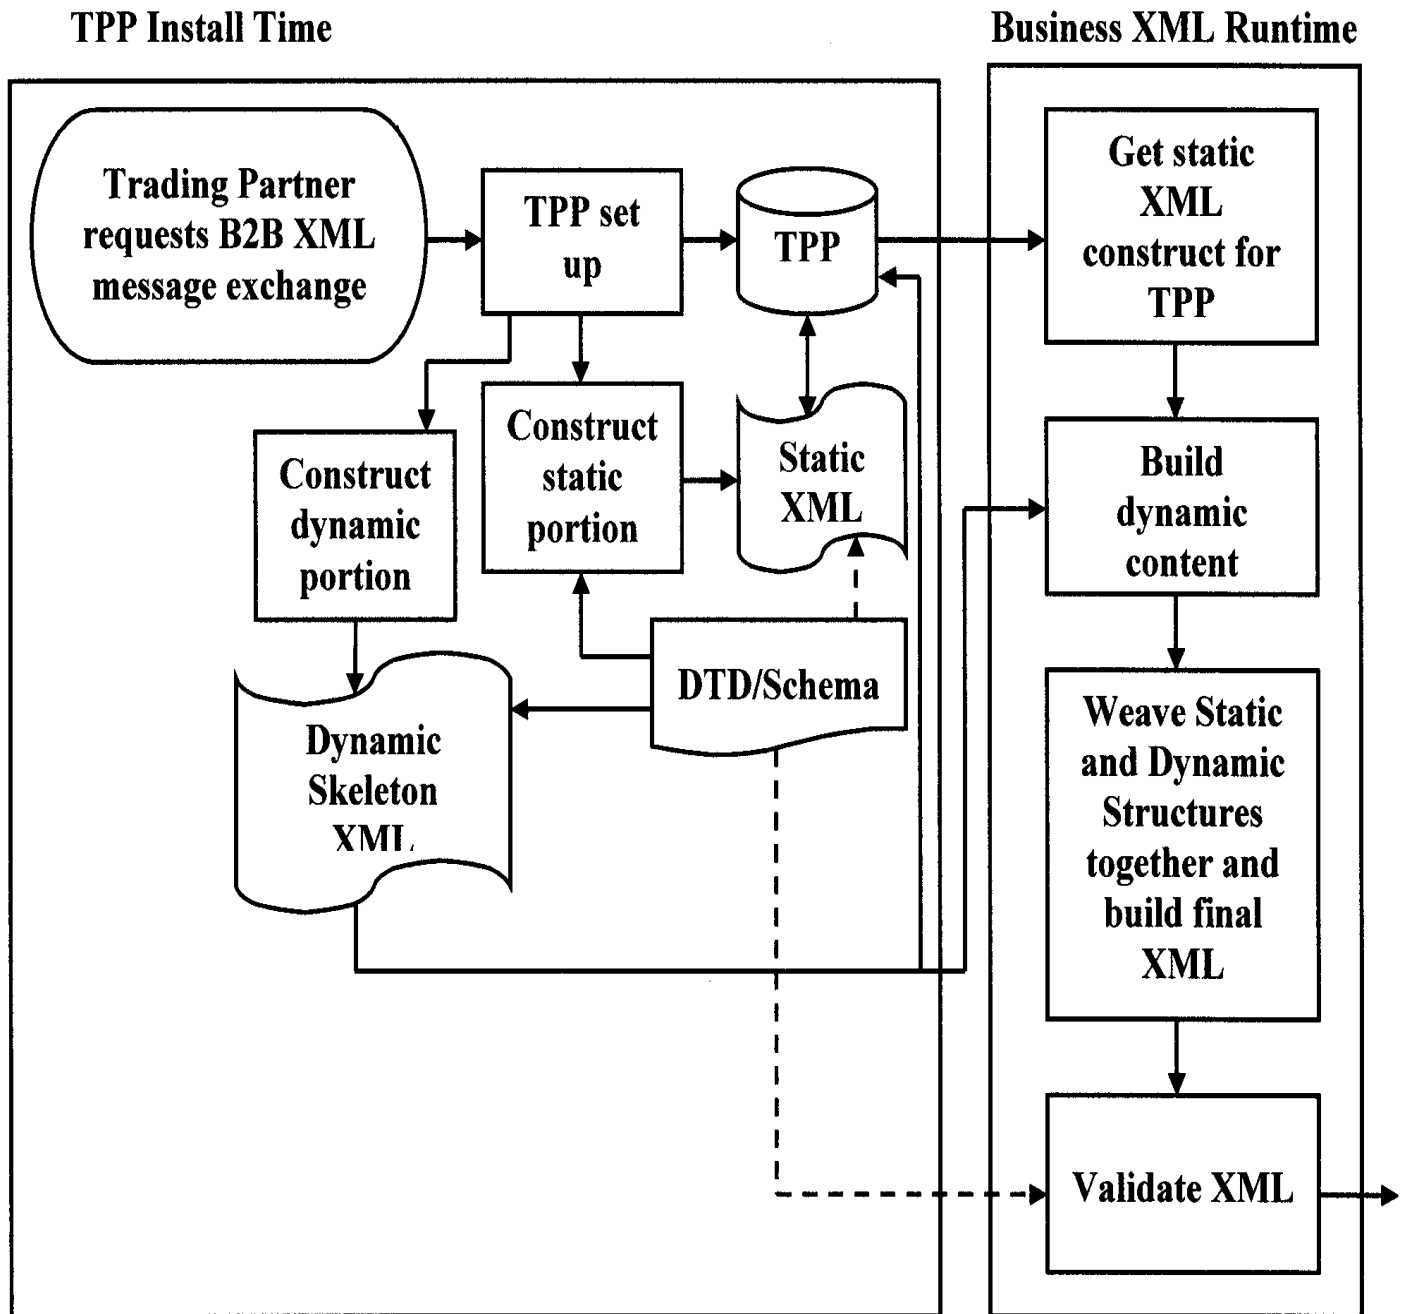 TPP Install Time
Business XML Runtime
Trading Partner
requests B2B XML
message exchange
TPP set
up
TPP
Get static
XML
construct for
TPP
Construct
dynamic
portion
Construct
static
portion
Static
XML
Build
dynamic
content
DTD/Schema
Dynamic
Skeleton
XML
Weave Static
and Dynamic
Structures
together and
build final
XML
Validate XML